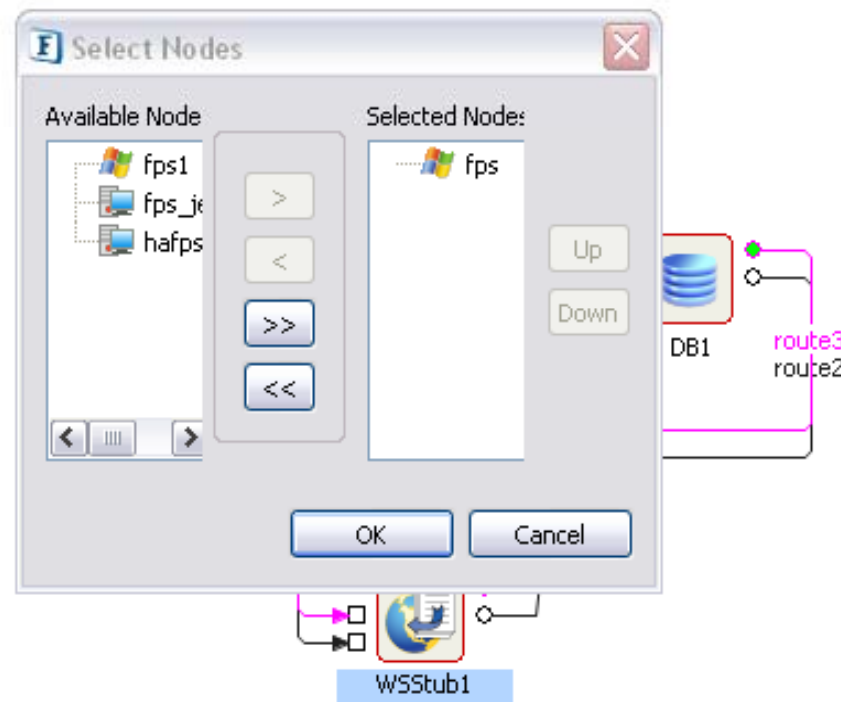 Select Nodes
Available Node
Selected Nodes
fps1
fps_je
hafps
>
<
>>
<<
fps
Up
Down
OK
Cancel
DB1
route3
route2
WSStub1